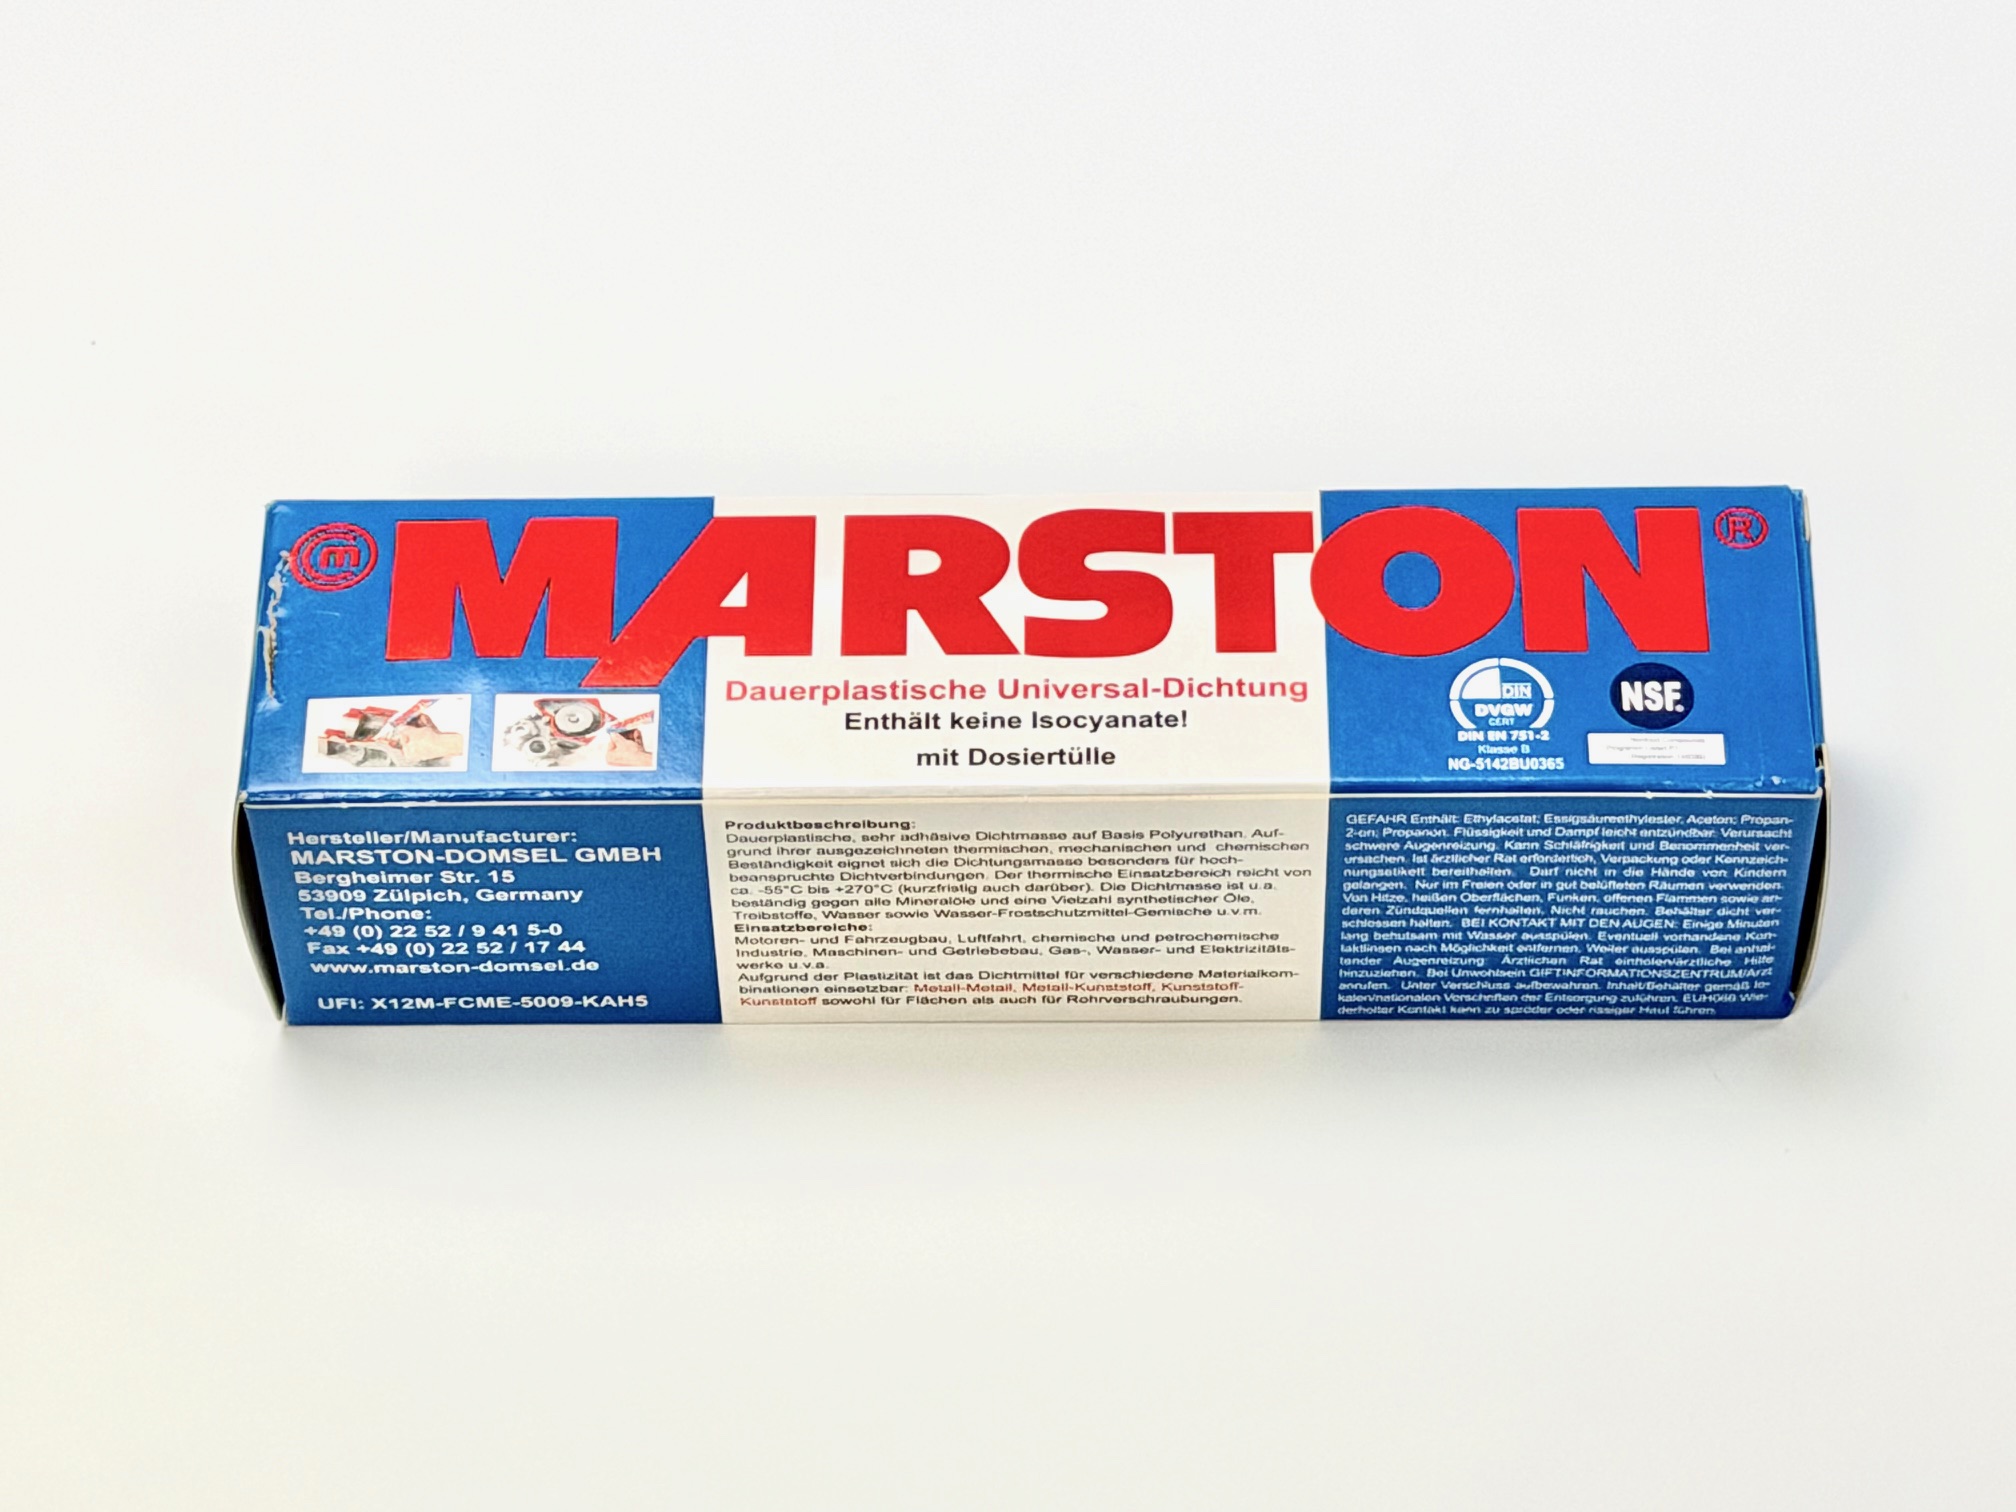 m
MARSTON
®
Dauerplastische Universal-Dichtung
Enthält keine Isocyanate!
mit Dosiertülle
DIN
DVGW
CERT
DIN EN 751-2
Klasse B
NG-5142BU0365
NSF.
Hersteller/Manufacturer:
MARSTON-DOMSEL GMBH
Bergheimer Str. 15
53909 Zülpich, Germany
Tel./Phone:
+49 (0) 22 52 / 9 41 5-0
Fax +49 (0) 22 52 / 17 44
www.marston-domsel.de
UFI: X12M-FCME-5009-KAH5
Produktbeschreibung:
Dauerplastische, sehr adhäsive Dichtmasse auf Basis Polyurethan. Auf-
grund ihrer ausgezeichneten thermischen, mechanischen und chemischen
Beständigkeit eignet sich die Dichtungsmasse besonders für hoch-
beanspruchte Dichtverbindungen. Der thermische Einsatzbereich reicht von
ca. -55°C bis +270°C (kurzfristig auch darüber). Die Dichtmasse ist u.a.
beständig gegen alle Mineralöle und eine Vielzahl synthetischer Öle,
Treibstoffe, Wasser sowie Wasser-Frostschutzmittel-Gemische u.v.m.
Einsatzbereiche:
Motoren- und Fahrzeugbau, Luftfahrt, chemische und petrochemische
Industrie, Maschinen- und Getriebebau, Gas-, Wasser- und Elektrizitäts-
werke u.v.a.
Aufgrund der Plastizität ist das Dichtmittel für verschiedene Materialkom-
binationen einsetzbar: Metall-Metall, Metall-Kunststoff, Kunststoff-
Kunststoff sowohl für Flächen als auch für Rohrverschraubungen.
GEFAHR Enthält: Ethylacetat; Essigsäureethylester, Aceton; Propan-
2-on; Propanon. Flüssigkeit und Dampf leicht entzündbar. Verursacht
schwere Augenreizung. Kann Schläfrigkeit und Benommenheit ver-
ursachen. Ist ärztlicher Rat erforderlich, Verpackung oder Kennzeich-
nungsetikett bereithalten. Darf nicht in die Hände von Kindern
gelangen. Nur im Freien oder in gut belüfteten Räumen verwenden.
Von Hitze, heißen Oberflächen, Funken, offenen Flammen sowie an-
deren Zündquellen fernhalten. Nicht rauchen. Behälter dicht ver-
schlossen halten. BEI KONTAKT MIT DEN AUGEN: Einige Minuten
lang behutsam mit Wasser ausspülen. Eventuell vorhandene Kon-
taktlinsen nach Möglichkeit entfernen. Weiter ausspülen. Bei anhal-
tender Augenreizung: Ärztlichen Rat einholen/ärztliche Hilfe
hinzuziehen. Bei Unwohlsein GIFTINFORMATIONSZENTRUM/Arzt
anrufen. Unter Verschluss aufbewahren. Inhalt/Behälter gemäß lo-
kalen/nationalen Vorschriften der Entsorgung zuführen. EUH066 Wie-
derholter Kontakt kann zu spröder oder rissiger Haut führen.